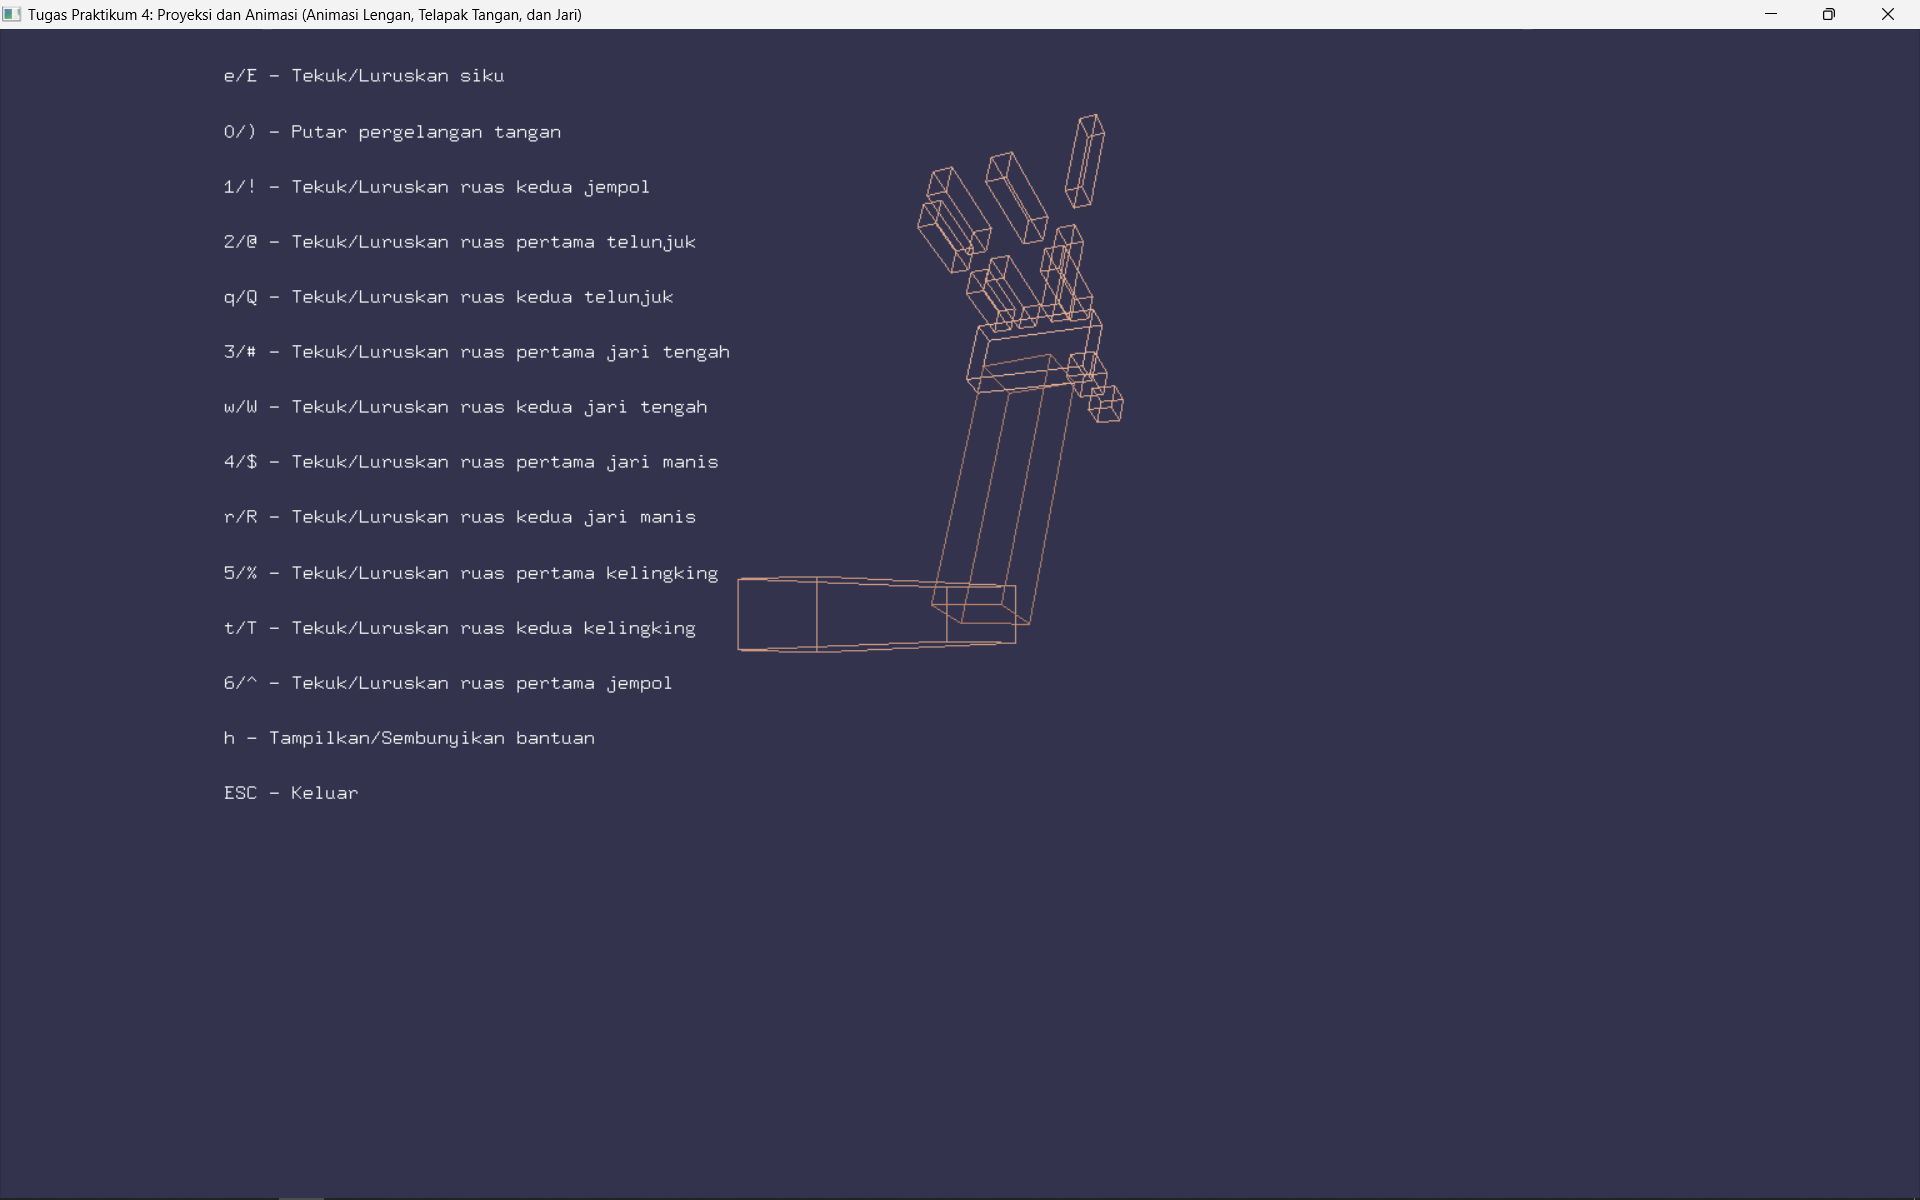 Tugas Praktikum 4: Proyeksi dan Animasi (Animasi Lengan, Telapak Tangan, dan Jari)
e/E - Tekuk/Luruskan siku
0/) - Putar pergelangan tangan
1/! - Tekuk/Luruskan ruas kedua jempol
2/@ - Tekuk/Luruskan ruas pertama telunjuk
q/Q - Tekuk/Luruskan ruas kedua telunjuk
3/# - Tekuk/Luruskan ruas pertama jari tengah
w/W - Tekuk/Luruskan ruas kedua jari tengah
4/$ - Tekuk/Luruskan ruas pertama jari manis
r/R - Tekuk/Luruskan ruas kedua jari manis
5/% - Tekuk/Luruskan ruas pertama kelingking
t/T - Tekuk/Luruskan ruas kedua kelingking
6/^ - Tekuk/Luruskan ruas pertama jempol
h - Tampilkan/Sembunyikan bantuan
ESC - Keluar